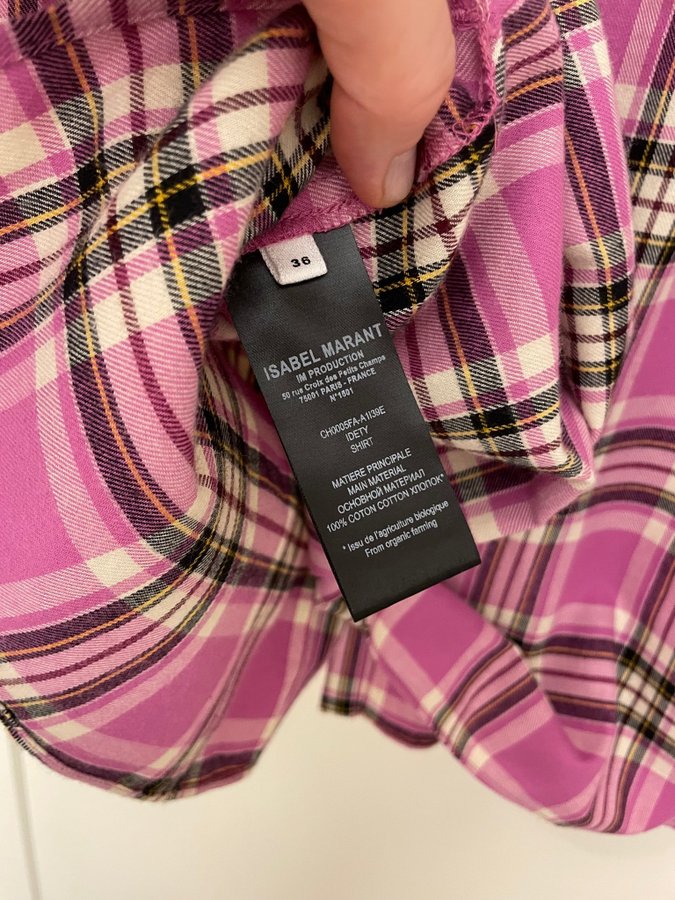 36
ISABEL MARANT
IM PRODUCTION
50 rue Croix des Petits Champs
75001 PARIS - FRANCE
N°1501
CH0005FA-A1I39E
IDETY
SHIRT
MATIERE PRINCIPALE
MAIN MATERIAL
ОСНОВНОЙ МАТЕРИАЛ
100% COTON COTTON ХЛОПОК*
* Issu de l'agriculture biologique
From organic farming